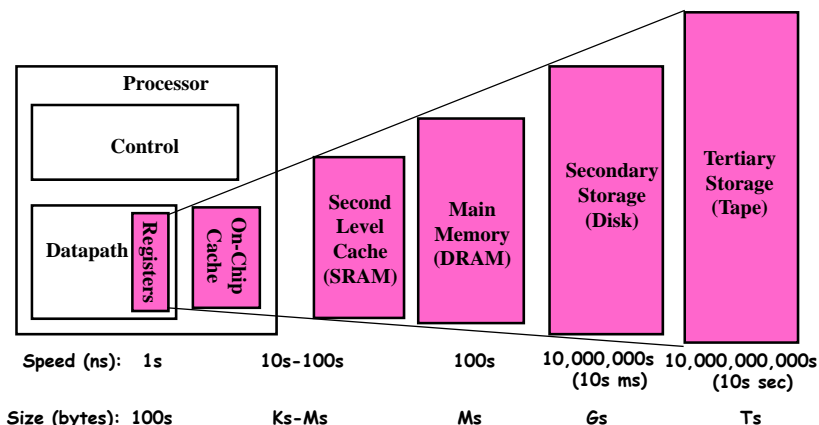 Processor
Control
Datapath
Registers
On-Chip
Cache
Second
Level
Cache
(SRAM)
Main
Memory
(DRAM)
Secondary
Storage
(Disk)
Tertiary
Storage
(Tape)
Speed (ns): 1s 10s-100s 100s 10,000,000s 10,000,000,000s
(10s ms) (10s sec)
Size (bytes): 100s Ks-Ms Ms Gs Ts